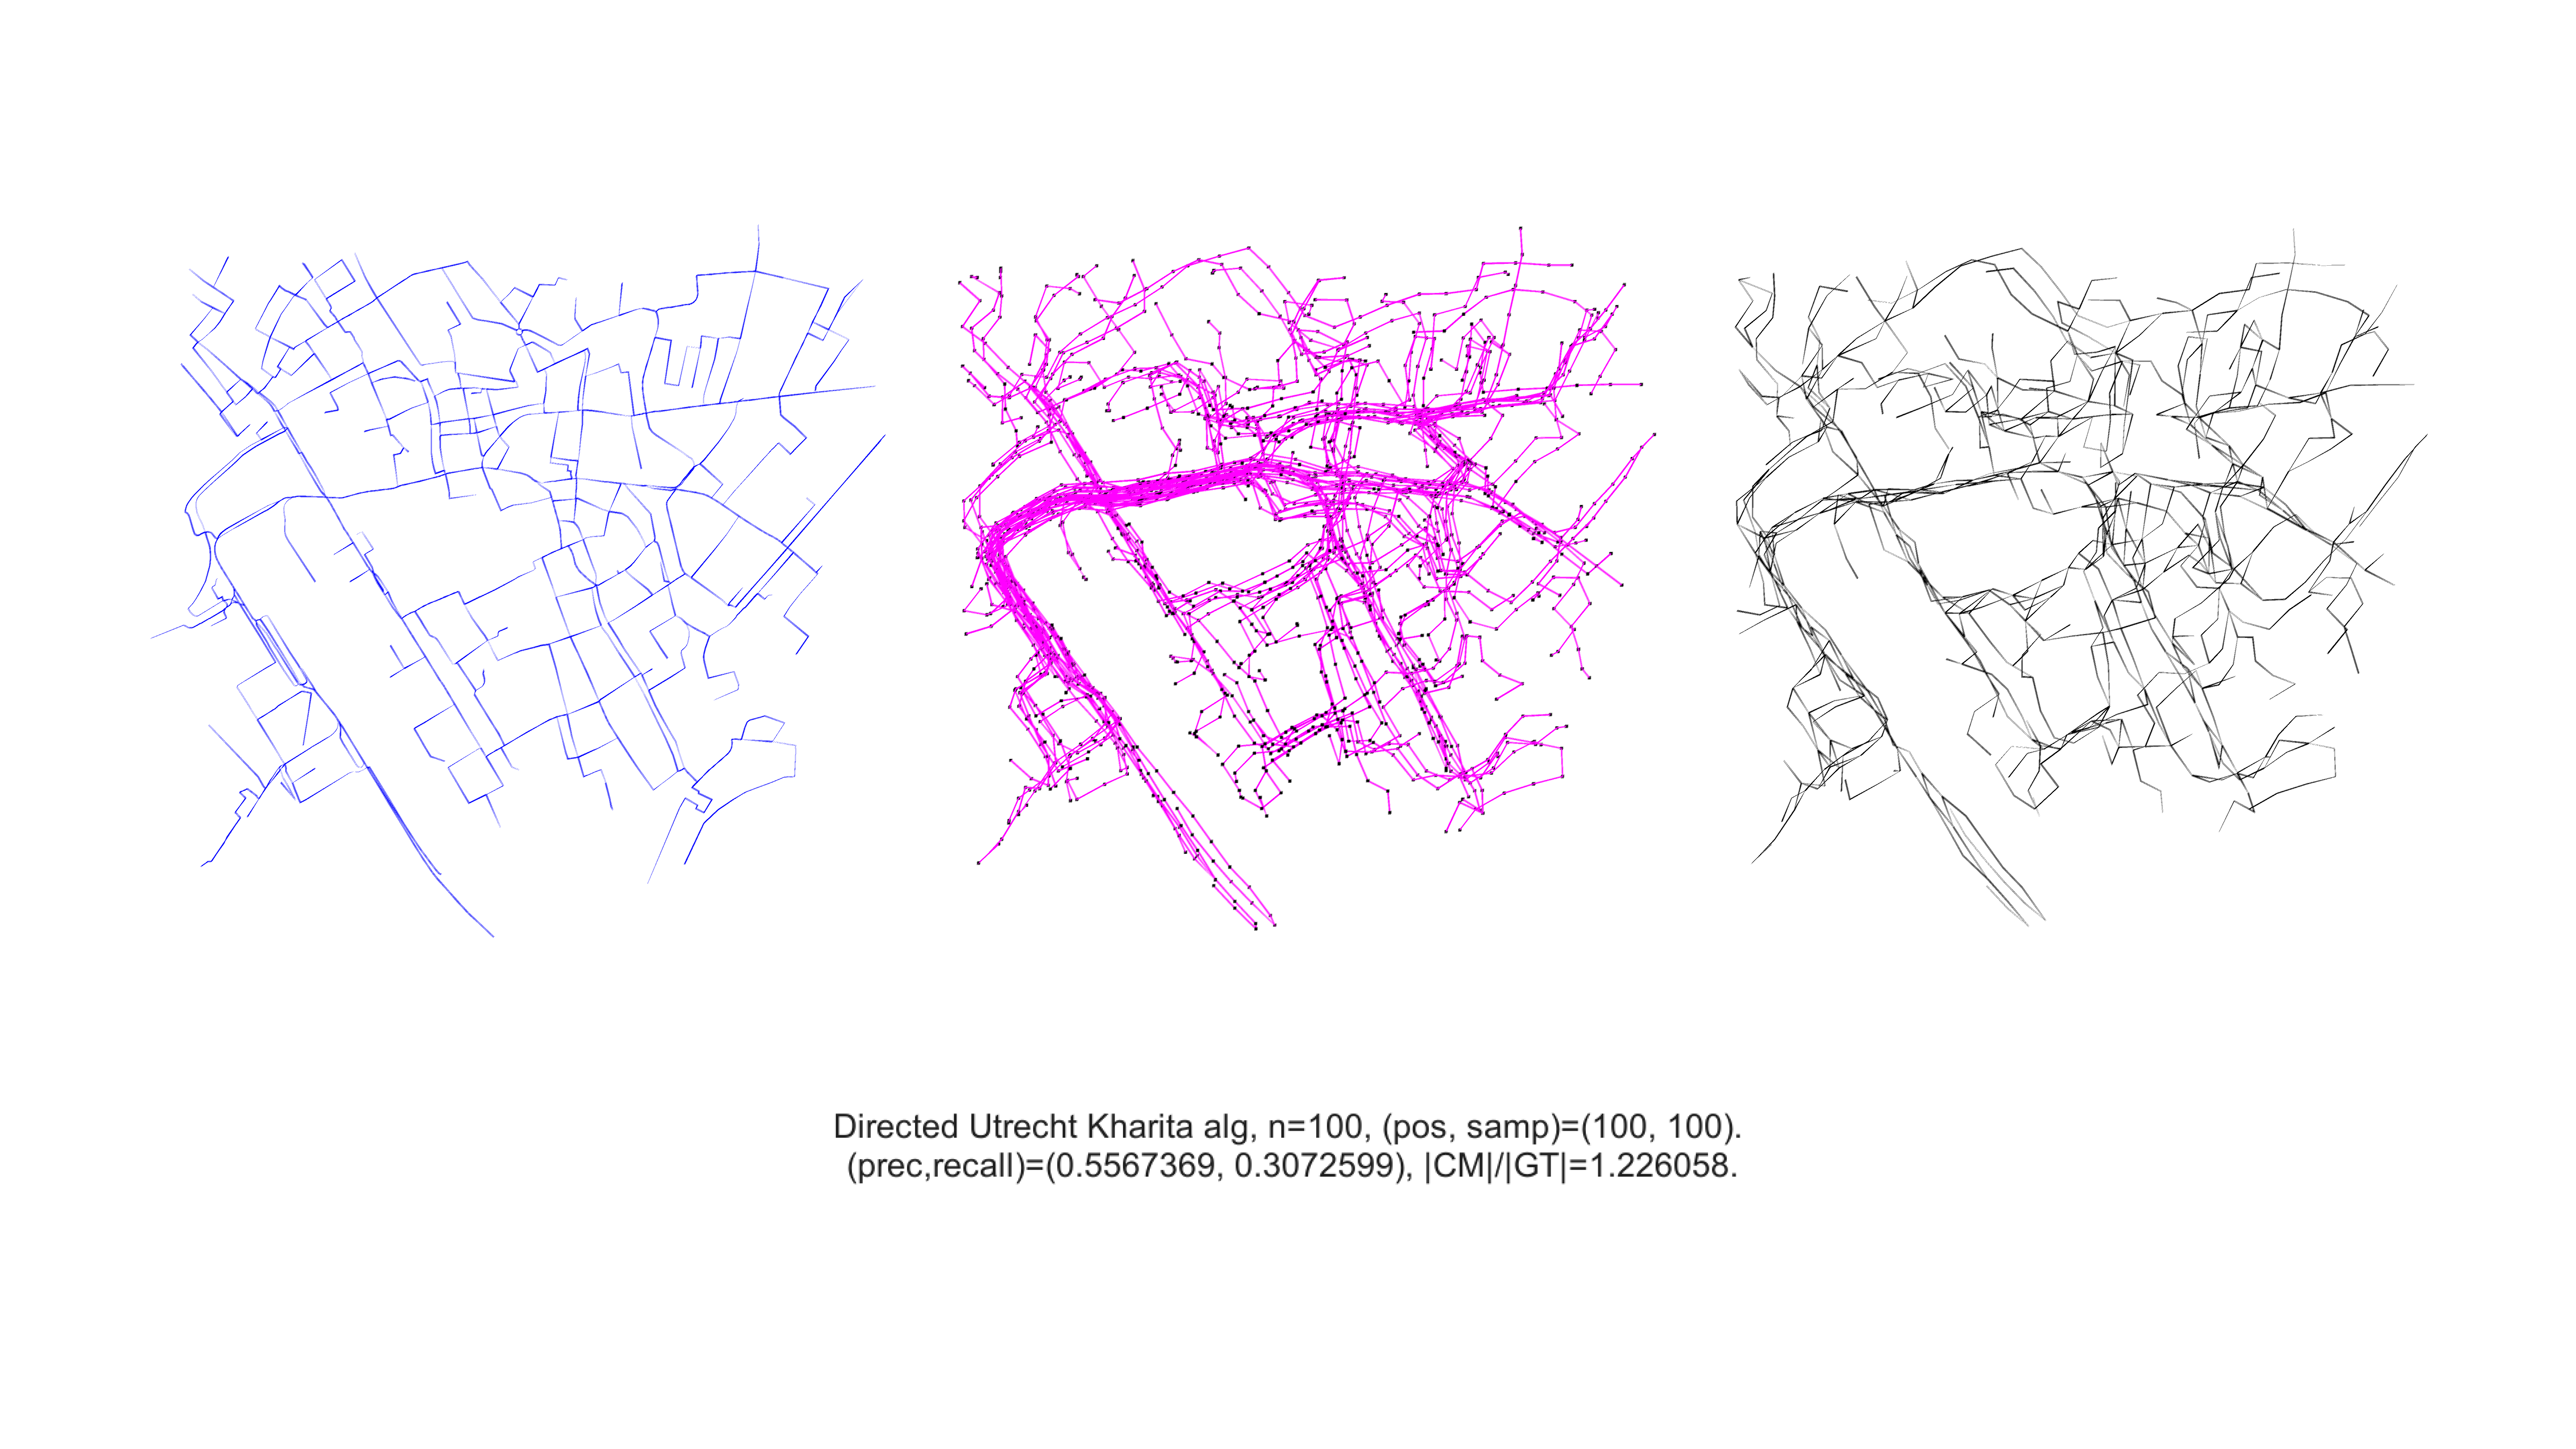 Directed Utrecht Kharita alg, n=100, (pos, samp)=(100, 100).
(prec,recall)=(0.5567369, 0.3072599), |CM|/|GT|=1.226058.